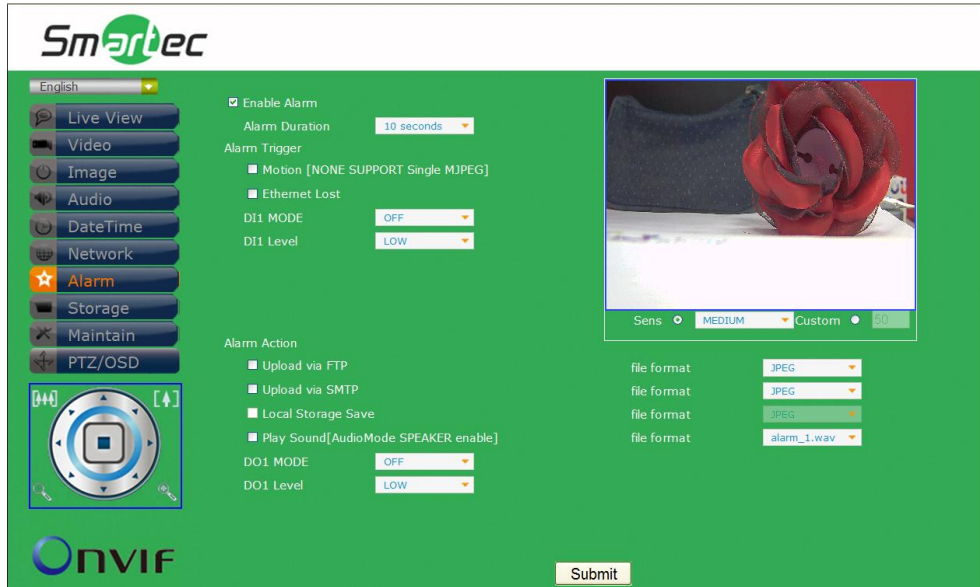 Smartec
English
Live View
Video
Image
Audio
DateTime
Network
Alarm
Storage
Maintain
PTZ/OSD
ONVIF
Enable Alarm
Alarm Duration 10 seconds
Alarm Trigger
Motion [NONE SUPPORT Single MJPEG]
Ethernet Lost
DI1 MODE OFF
DI1 Level LOW
Sens MEDIUM Custom 50
Alarm Action
Upload via FTP file format JPEG
Upload via SMTP file format JPEG
Local Storage Save file format JPEG
Play Sound[AudioMode SPEAKER enable] file format alarm_1.wav
DO1 MODE OFF
DO1 Level LOW
Submit